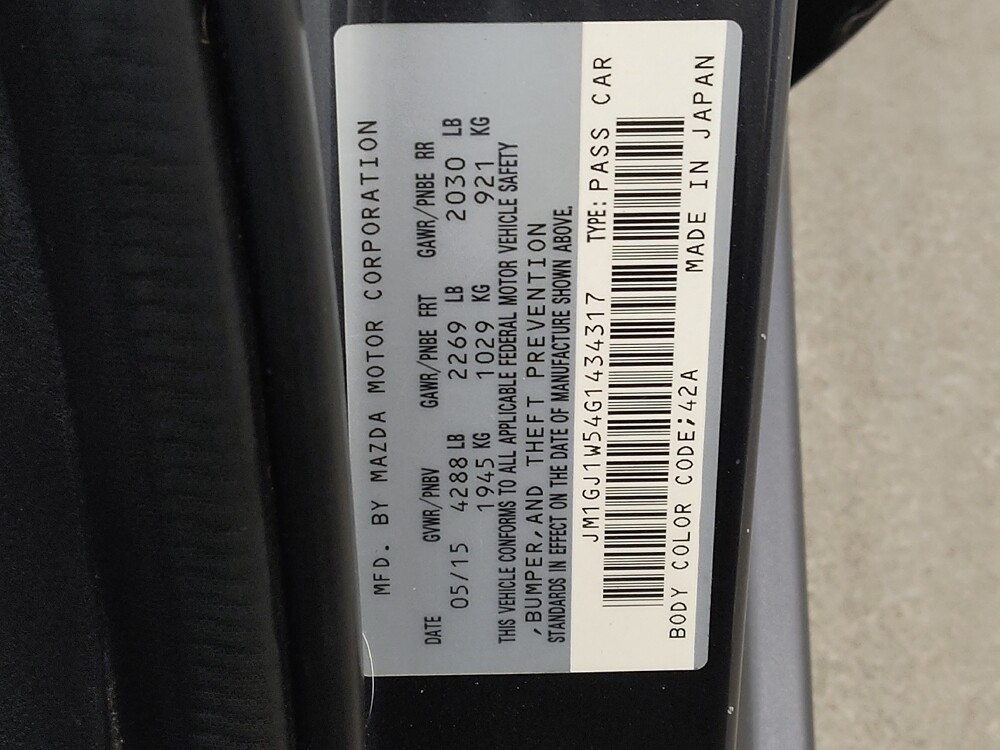 MFD. BY MAZDA MOTOR CORPORATION
DATE GVWR/PNBV GAWR/PNBE FRT GAWR/PNBE RR
05/15 4288 LB 2269 LB 2030 LB
1945 KG 1029 KG 921 KG
THIS VEHICLE CONFORMS TO ALL APPLICABLE FEDERAL MOTOR VEHICLE SAFETY
,BUMPER,AND THEFT PREVENTION
STANDARDS IN EFFECT ON THE DATE OF MANUFACTURE SHOWN ABOVE.
JM1GJ1W54G1434317 TYPE: PASS CAR
BODY COLOR CODE;42A MADE IN JAPAN